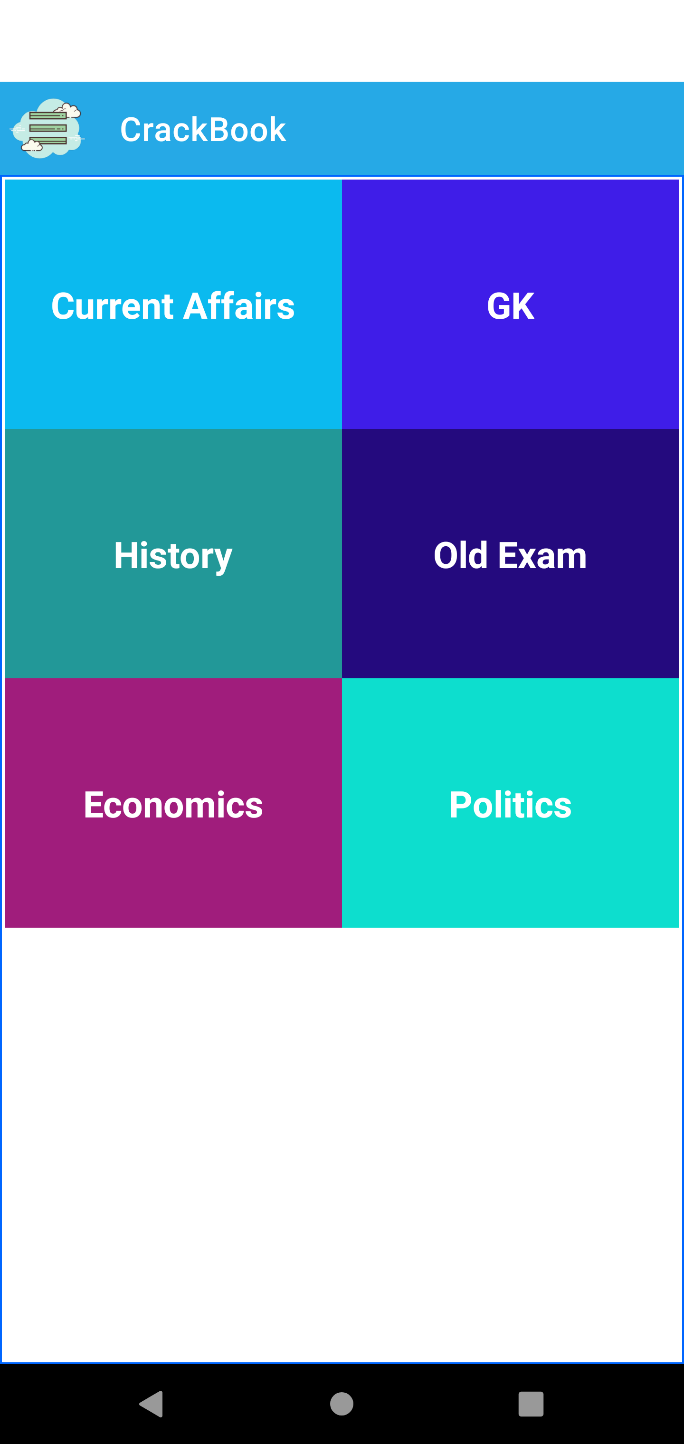 CrackBook
Current Affairs
GK
History
Old Exam
Economics
Politics